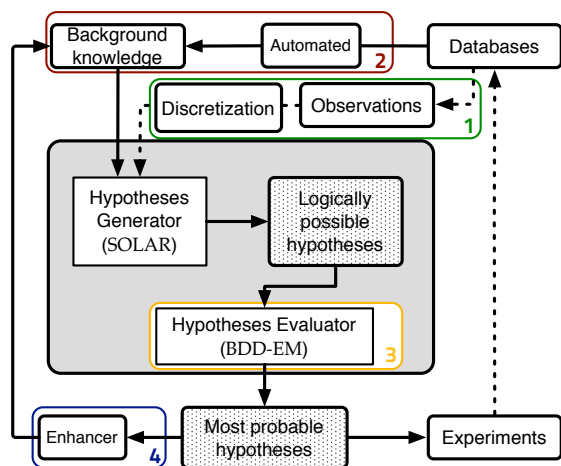 Background
knowledge
Automated
Databases
2
Discretization
Observations
1
Hypotheses
Generator
(SOLAR)
Logically
possible
hypotheses
Hypotheses Evaluator
(BDD-EM)
3
Enhancer
4
Most probable
hypotheses
Experiments